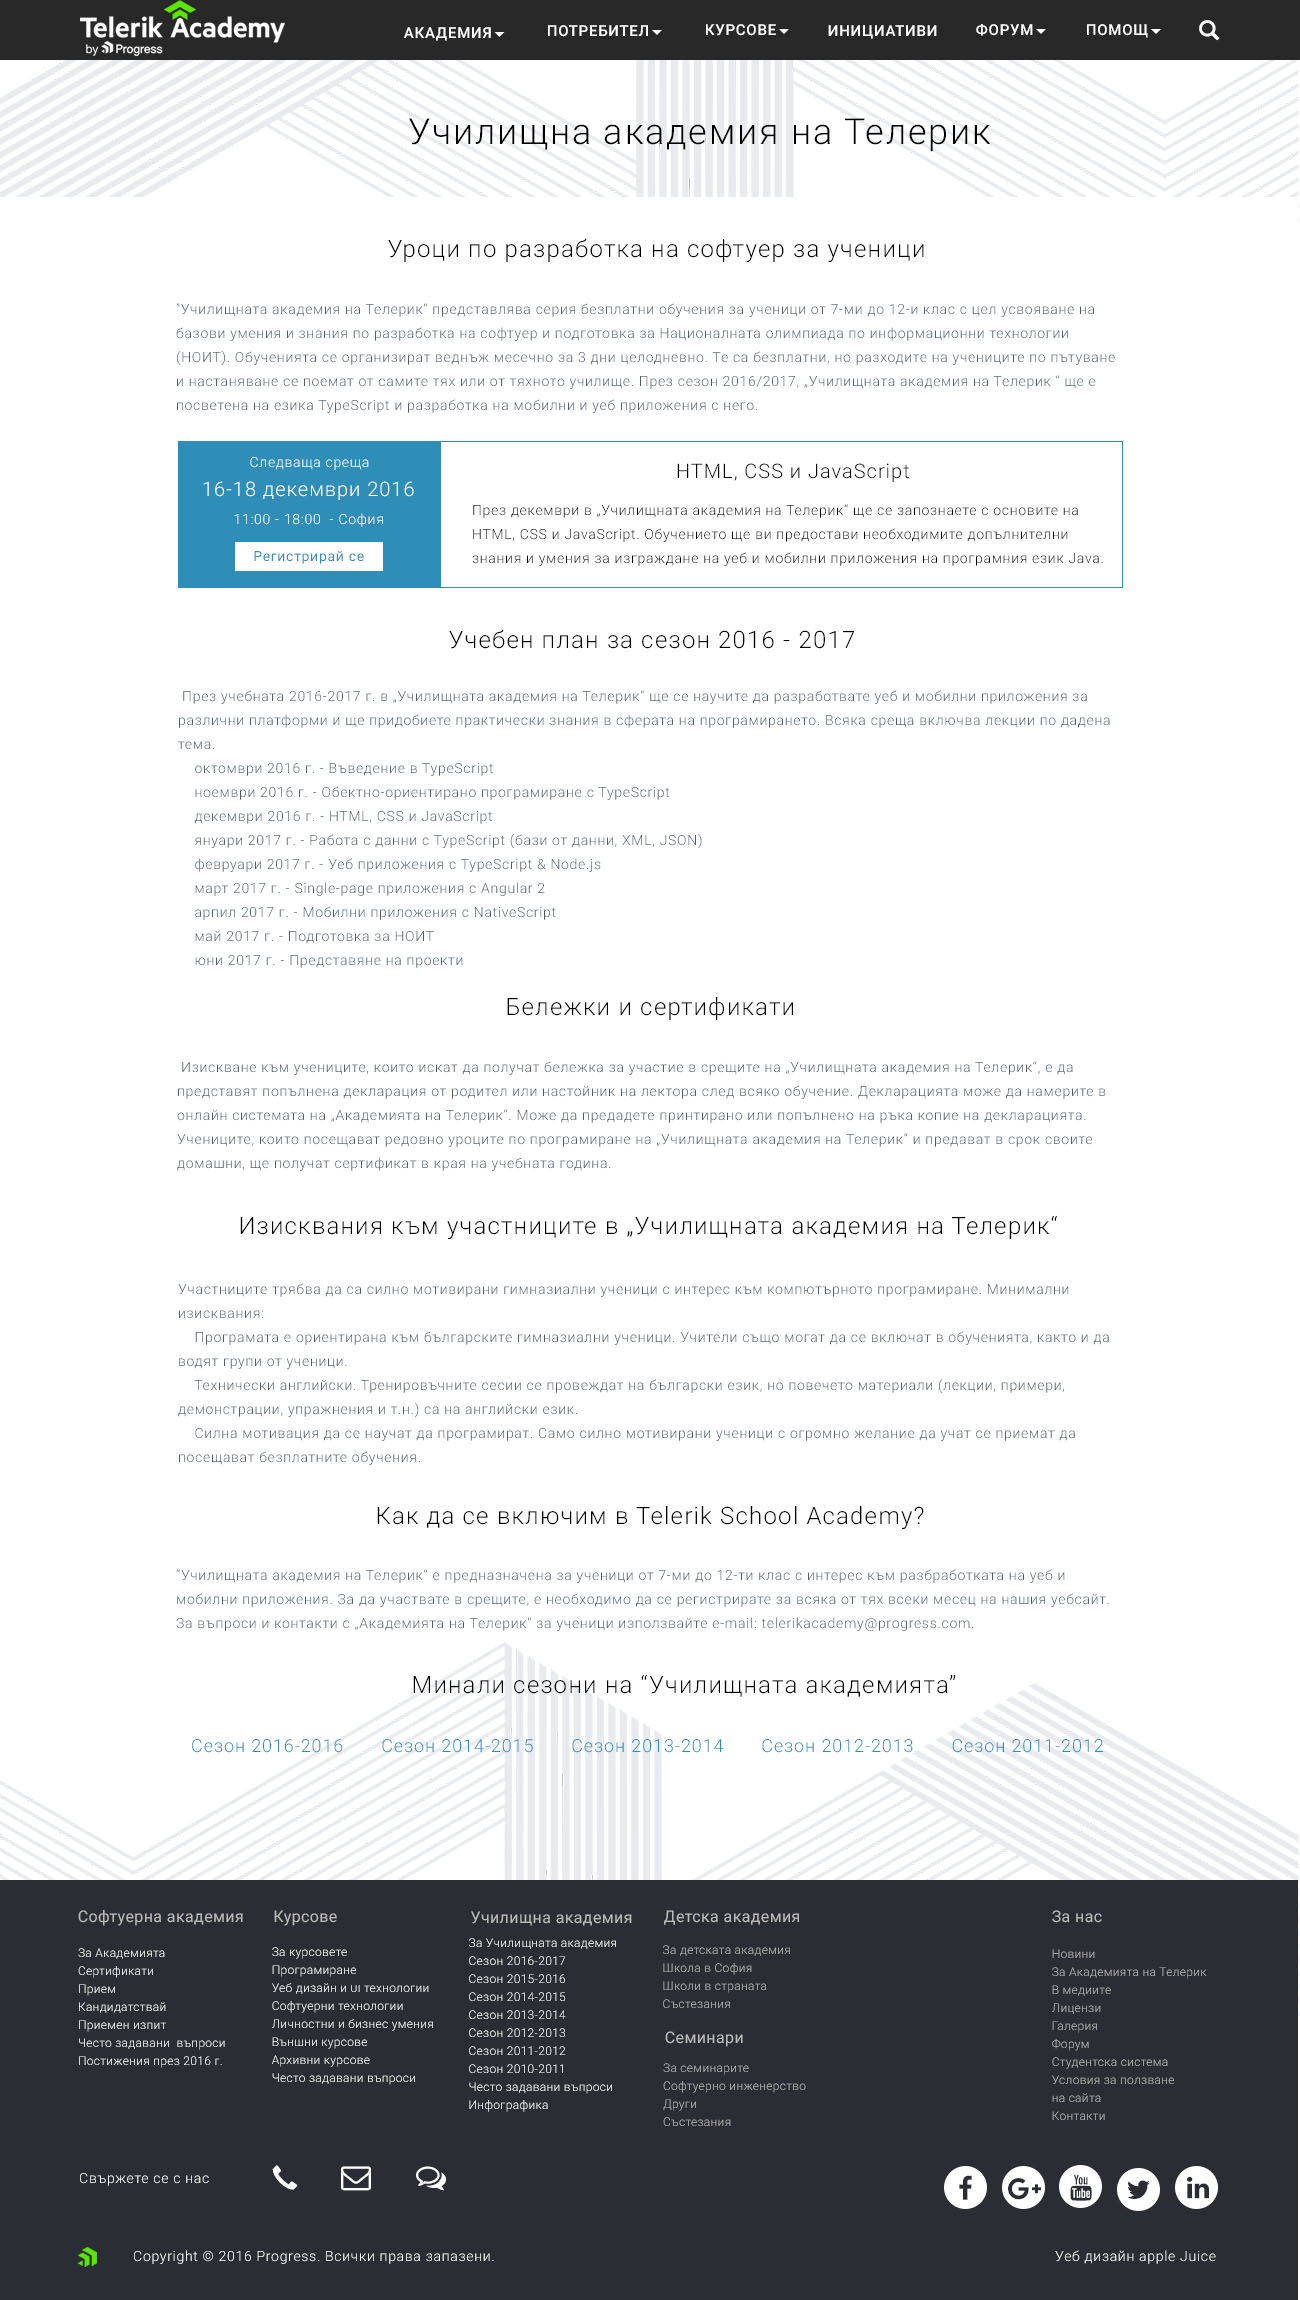 Telerik Academy
by Progress
АКАДЕМИЯ ПОТРЕБИТЕЛ КУРСОВЕ ИНИЦИАТИВИ ФОРУМ ПОМОЩ
Училищна академия на Телерик
Уроци по разработка на софтуер за ученици
"Училищната академия на Телерик“ представлява серия безплатни обучения за ученици от 7-ми до 12-и клас с цел усвояване на
базови умения и знания по разработка на софтуер и подготовка за Националната олимпиада по информационни технологии
(НОИТ). Обученията се организират веднъж месечно за 3 дни целодневно. Те са безплатни, но разходите на учениците по пътуване
и настаняване се поемат от самите тях или от тяхното училище. През сезон 2016/2017, „Училищната академия на Телерик “ ще е
посветена на езика TypeScript и разработка на мобилни и уеб приложения с него.
Следваща среща
16-18 декември 2016
11:00 - 18:00 - София
Регистрирай се
HTML, CSS и JavaScript
През декември в „Училищната академия на Телерик“ ще се запознаете с основите на
HTML, CSS и JavaScript. Обучението ще ви предостави необходимите допълнителни
знания и умения за изграждане на уеб и мобилни приложения на програмния език Java.
Учебен план за сезон 2016 - 2017
През учебната 2016-2017 г. в „Училищната академия на Телерик“ ще се научите да разработвате уеб и мобилни приложения за
различни платформи и ще придобиете практически знания в сферата на програмирането. Всяка среща включва лекции по дадена
тема.
октомври 2016 г. - Въведение в TypeScript
ноември 2016 г. - Обектно-ориентирано програмиране с TypeScript
декември 2016 г. - HTML, CSS и JavaScript
януари 2017 г. - Работа с данни с TypeScript (бази от данни, XML, JSON)
февруари 2017 г. - Уеб приложения с TypeScript & Node.js
март 2017 г. - Single-page приложения с Angular 2
арпил 2017 г. - Мобилни приложения с NativeScript
май 2017 г. - Подготовка за НОИТ
юни 2017 г. - Представяне на проекти
Бележки и сертификати
Изискване към учениците, които искат да получат бележка за участие в срещите на „Училищната академия на Телерик“, е да
представят попълнена декларация от родител или настойник на лектора след всяко обучение. Декларацията може да намерите в
онлайн системата на „Академията на Телерик“. Може да предадете принтирано или попълнено на ръка копие на декларацията.
Учениците, които посещават редовно уроците по програмиране на „Училищната академия на Телерик“ и предават в срок своите
домашни, ще получат сертификат в края на учебната година.
Изисквания към участниците в „Училищната академия на Телерик“
Участниците трябва да са силно мотивирани гимназиални ученици с интерес към компютърното програмиране. Минимални
изисквания:
Програмата е ориентирана към българските гимназиални ученици. Учители също могат да се включат в обученията, както и да
водят групи от ученици.
Технически английски. Тренировъчните сесии се провеждат на български език, но повечето материали (лекции, примери,
демонстрации, упражнения и т.н.) са на английски език.
Силна мотивация да се научат да програмират. Само силно мотивирани ученици с огромно желание да учат се приемат да
посещават безплатните обучения.
Как да се включим в Telerik School Academy?
“Училищната академия на Телерик“ е предназначена за ученици от 7-ми до 12-ти клас с интерес към разбработката на уеб и
мобилни приложения. За да участвате в срещите, е необходимо да се регистрирате за всяка от тях всеки месец на нашия уебсайт.
За въпроси и контакти с „Академията на Телерик“ за ученици използвайте e-mail: telerikacademy@progress.com.
Минали сезони на “Училищната академията”
Сезон 2016-2016 Сезон 2014-2015 Сезон 2013-2014 Сезон 2012-2013 Сезон 2011-2012
Софтуерна академия
За Академията
Сертификати
Прием
Кандидатствай
Приемен изпит
Често задавани въпроси
Постижения през 2016 г.
Курсове
За курсовете
Програмиране
Уеб дизайн и UI технологии
Софтуерни технологии
Личностни и бизнес умения
Външни курсове
Архивни курсове
Често задавани въпроси
Училищна академия
За Училищната академия
Сезон 2016-2017
Сезон 2015-2016
Сезон 2014-2015
Сезон 2013-2014
Сезон 2012-2013
Сезон 2011-2012
Сезон 2010-2011
Често задавани въпроси
Инфографика
Детска академия
За детската академия
Школа в София
Школи в страната
Състезания
Семинари
За семинарите
Софтуерно инженерство
Други
Състезания
За нас
Новини
За Академията на Телерик
В медиите
Лицензи
Галерия
Форум
Студентска система
Условия за ползване
на сайта
Контакти
Свържете се с нас
f G+ You Tube in
Copyright © 2016 Progress. Всички права запазени.
Уеб дизайн apple Juice